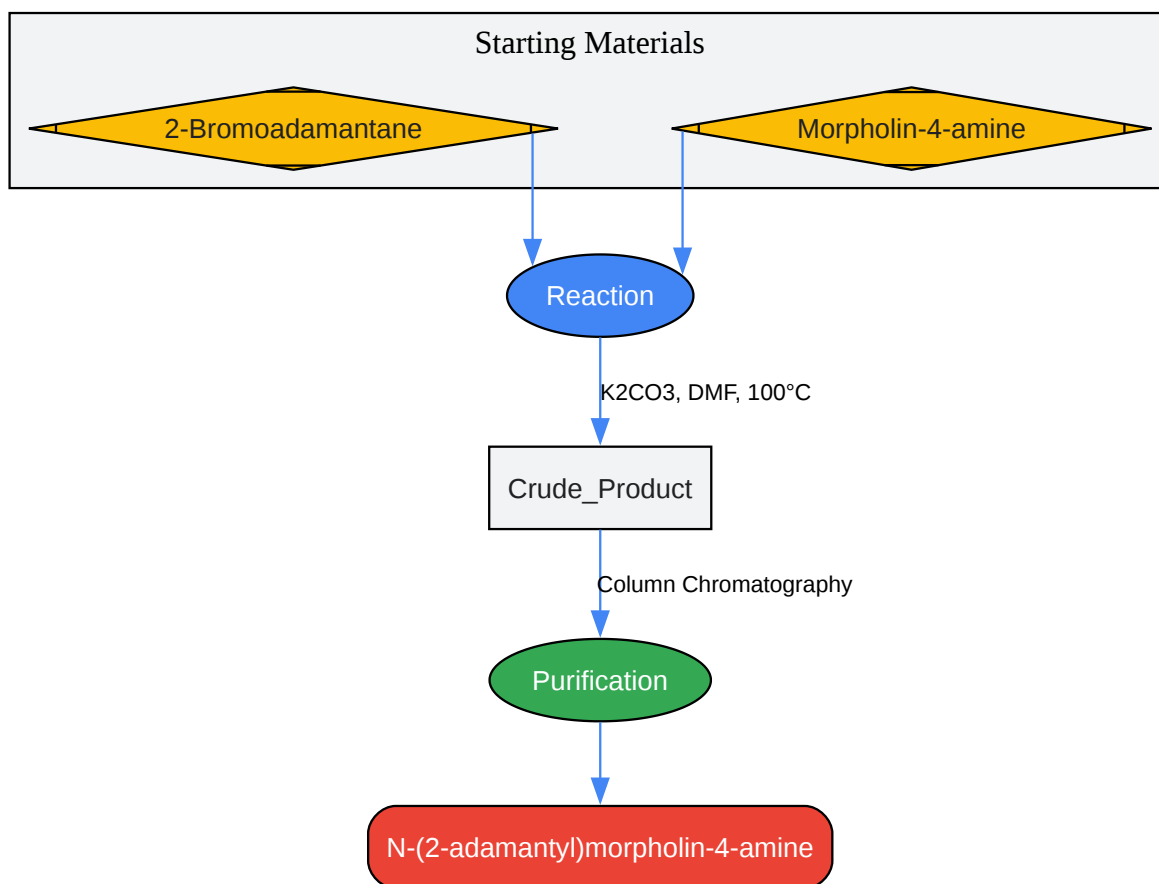 Starting Materials
2-Bromoadamantane
Morpholin-4-amine
Reaction
K2CO3, DMF, 100°C
Crude_Product
Column Chromatography
Purification
N-(2-adamantyl)morpholin-4-amine